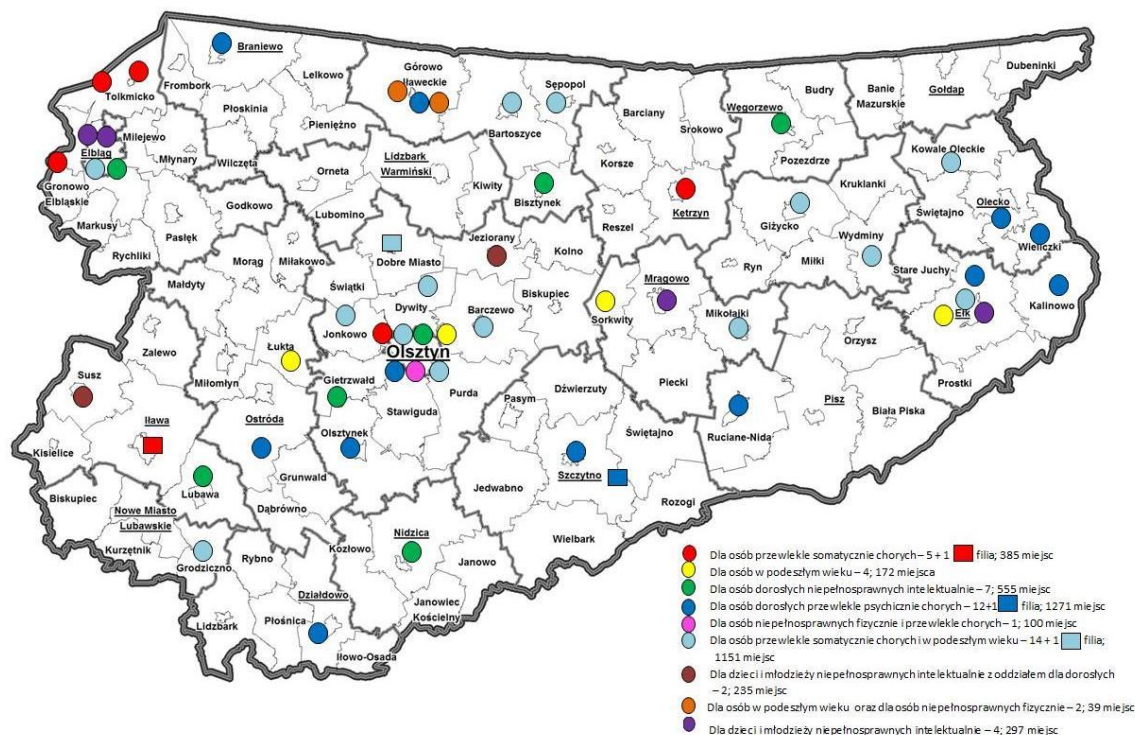 Braniewo
Górowo
Iławeckie
Dubeninki
Frombork
Lelkowo
Sępopol
Budry
Banie
Mazurskie
Gołdap
Tolkmicko
Płoskinia
Barciany
Węgorzewo
Srokowo
Milejewo
Pieniężno
Bartoszyce
Elbląg
Młynary
Wilczęta
Lidzbark
Warmiński
Korsze
Pozezdrze
Kowale Oleckie
Orneta
Kiwity
Kruklanki
Gronowo
Elbląskie
Godkowo
Bisztynek
Kętrzyn
Olecko
Świętajno
Markusy
Lubomino
Reszel
Giżycko
Pasłęk
Wydminy
Wieliczki
Rychliki
Jeziorany
Kolno
Morąg
Miłakowo
Dobre Miasto
Ryn
Miłki
Stare Juchy
Małdyty
Świątki
Mrągowo
Dywity
Biskupiec
Kalinowo
Jonkowo
Barczewo
Sorkwity
Mikołajki
Ełk
Olsztyn
Orzysz
Zalewo
Łukta
Susz
Miłomłyn
Gietrzwałd
Purda
Dźwierzuty
Piecki
Prostki
Pasym
Stawiguda
Pisz
Biała Piska
Iława
Ostróda
Olsztynek
Świętajno
Ruciane-Nida
Kisielice
Szczytno
Grunwald
Lubawa
Jedwabno
Biskupiec
Rozogi
Dąbrówno
Nowe Miasto
Lubawskie
Nidzica
Wielbark
Kurzętnik
Rybno
Kozłowo
Grodziczno
Janowo
Działdowo
Janowiec
Kościelny
Lidzbark
Płośnica
Iłowo-Osada
Dla osób przewlekle somatycznie chorych – 5 + 1 filia; 385 miejsc
Dla osób w podeszłym wieku – 4; 172 miejsca
Dla osób dorosłych niepełnosprawnych intelektualnie – 7; 555 miejsc
Dla osób dorosłych przewlekle psychicznie chorych – 12+1 filia; 1271 miejsc
Dla osób niepełnosprawnych fizycznie i przewlekle chorych – 1; 100 miejsc
Dla osób przewlekle somatycznie chorych i w podeszłym wieku – 14 + 1 filia;
1151 miejsc
Dla dzieci i młodzieży niepełnosprawnych intelektualnie z oddziałem dla dorosłych
– 2; 235 miejsc
Dla osób w podeszłym wieku oraz dla osób niepełnosprawnych fizycznie – 2; 39 miejsc
Dla dzieci i młodzieży niepełnosprawnych intelektualnie – 4; 297 miejsc